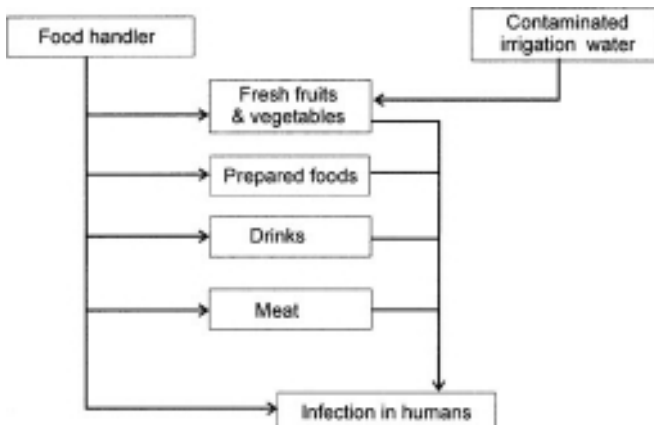 Food handler
Contaminated
irrigation water
Fresh fruits
& vegetables
Prepared foods
Drinks
Meat
Infection in humans